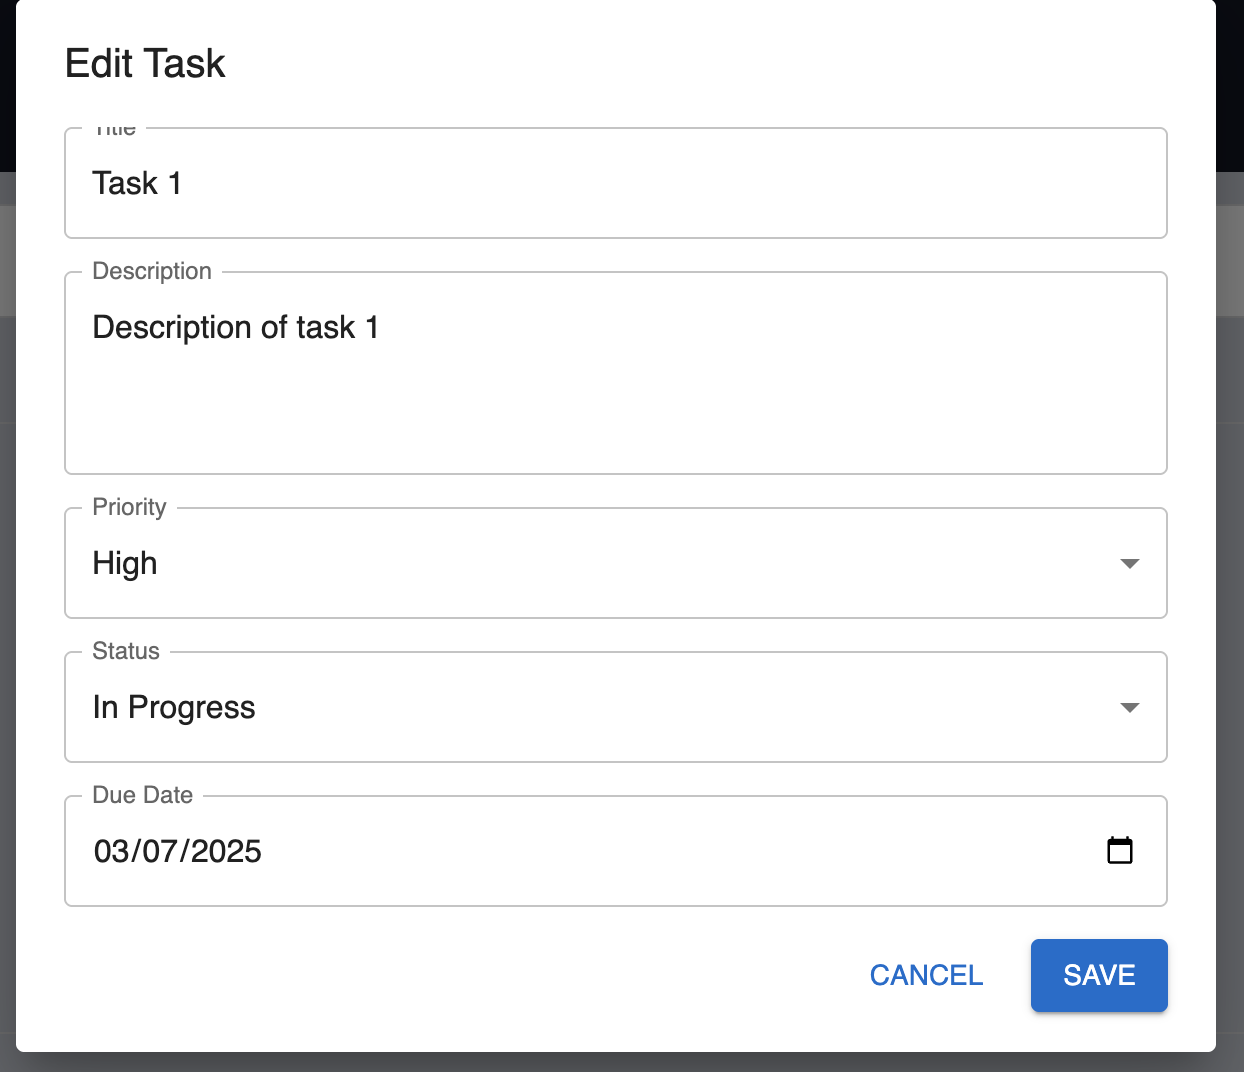 Edit Task
Title
Task 1
Description
Description of task 1
Priority
High
Status
In Progress
Due Date
03/07/2025
CANCEL
SAVE